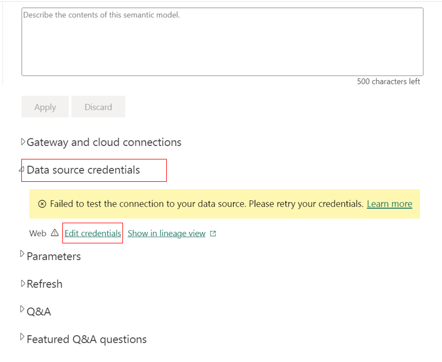 Describe the contents of this semantic model.
500 characters left
Apply Discard
Gateway and cloud connections
Data source credentials
Failed to test the connection to your data source. Please retry your credentials. Learn more
Web Edit credentials Show in lineage view
Parameters
Refresh
Q&A
Featured Q&A questions